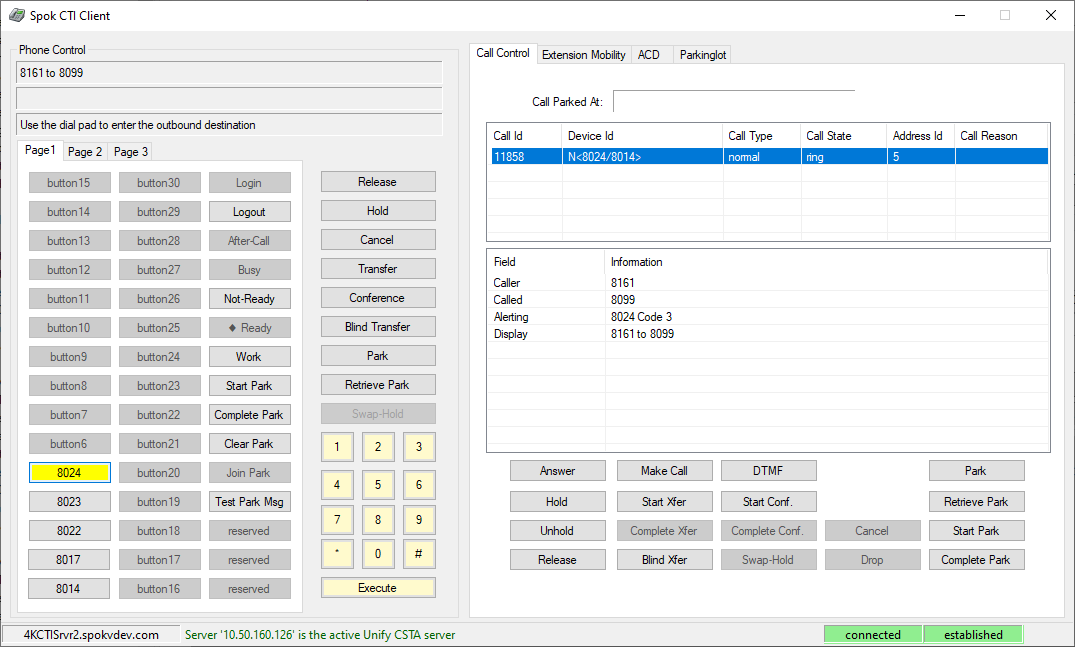 Spok CTI Client
Phone Control
8161 to 8099
Use the dial pad to enter the outbound destination
Page1 Page 2 Page 3
button15 button30 Login
button14 button29 Logout
button13 button28 After-Call
button12 button27 Busy
button11 button26 Not-Ready
button10 button25 ♦ Ready
button9 button24 Work
button8 button23 Start Park
button7 button22 Complete Park
button6 button21 Clear Park
8024 button20 Join Park
8023 button19 Test Park Msg
8022 button18 reserved
8017 button17 reserved
8014 button16 reserved
Release
Hold
Cancel
Transfer
Conference
Blind Transfer
Park
Retrieve Park
Swap-Hold
1 2 3
4 5 6
7 8 9
* 0 #
Execute
Call Control Extension Mobility ACD Parkinglot
Call Parked At:
Call Id Device Id Call Type Call State Address Id Call Reason
11858 N<8024/8014> normal ring 5
Field Information
Caller 8161
Called 8099
Alerting 8024 Code 3
Display 8161 to 8099
Answer Make Call DTMF Park
Hold Start Xfer Start Conf. Retrieve Park
Unhold Complete Xfer Complete Conf. Cancel Start Park
Release Blind Xfer Swap-Hold Drop Complete Park
4KCTISrvr2.spokvdev.com Server '10.50.160.126' is the active Unify CSTA server connected established